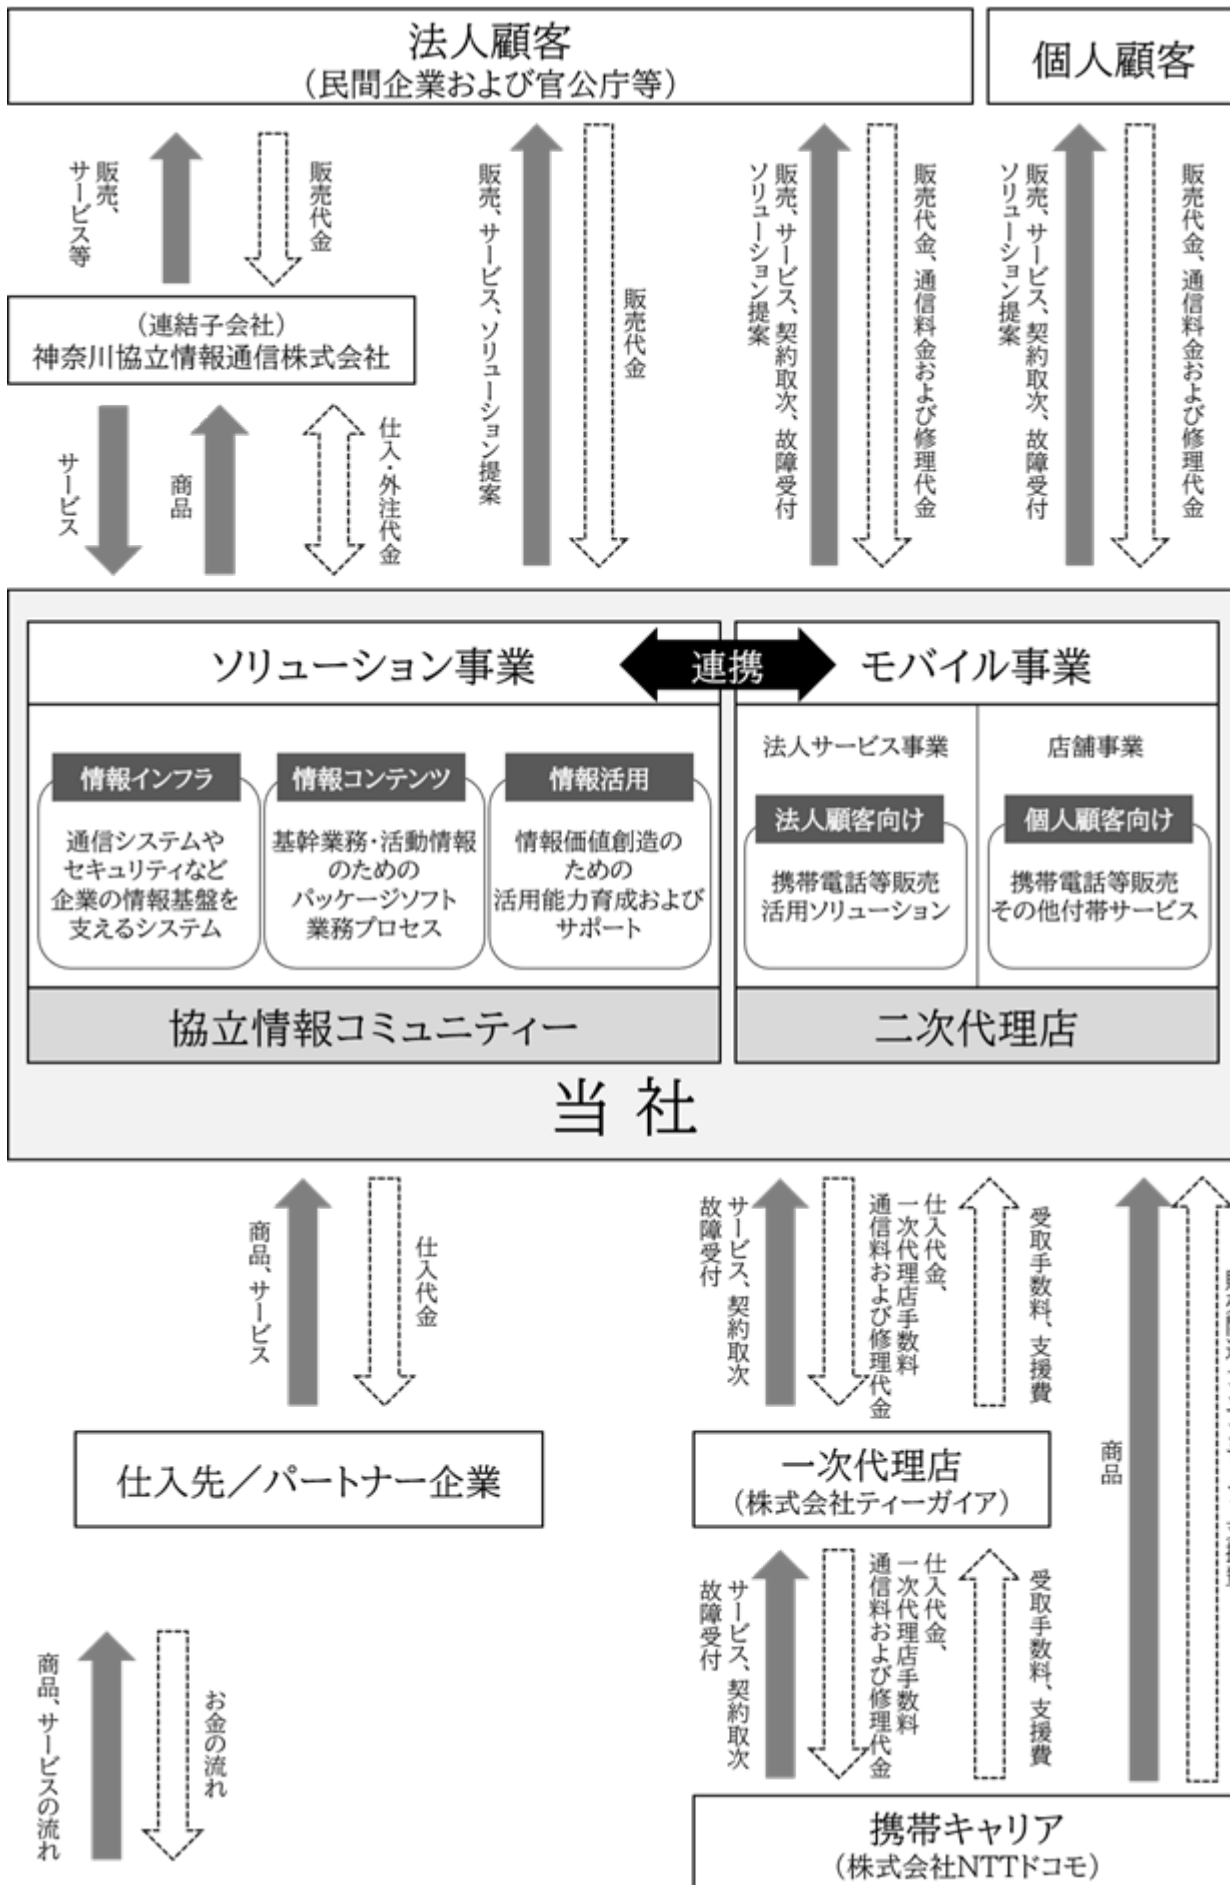 法人顧客
（民間企業および官公庁等）
個人顧客
販売、
サービス等
販売代金
販売、サービス、ソリューション提案
販売代金
販売、サービス、契約取次、故障受付
ソリューション提案
販売代金、通信料金および修理代金
販売、サービス、契約取次、故障受付
ソリューション提案
販売代金、通信料金および修理代金
（連結子会社）
神奈川協立情報通信株式会社
サービス
商品
仕入・外注代金
ソリューション事業
連携
モバイル事業
情報インフラ
通信システムや
セキュリティなど
企業の情報基盤を
支えるシステム
情報コンテンツ
基幹業務・活動情報
のための
パッケージソフト
業務プロセス
情報活用
情報価値創造の
ための
活用能力育成および
サポート
法人サービス事業
法人顧客向け
携帯電話等販売
活用ソリューション
店舗事業
個人顧客向け
携帯電話等販売
その他付帯サービス
協立情報コミュニティー
二次代理店
当社
商品、サービス
仕入代金
サービス、契約取次
故障受付
仕入代金、
一次代理店手数料
通信料および修理代金
受取手数料、支援費
商品
仕入先／パートナー企業
一次代理店
（株式会社ティーガイア）
サービス、契約取次
故障受付
仕入代金、
一次代理店手数料
通信料および修理代金
受取手数料、支援費
商品、サービスの流れ
お金の流れ
携帯キャリア
（株式会社NTTドコモ）